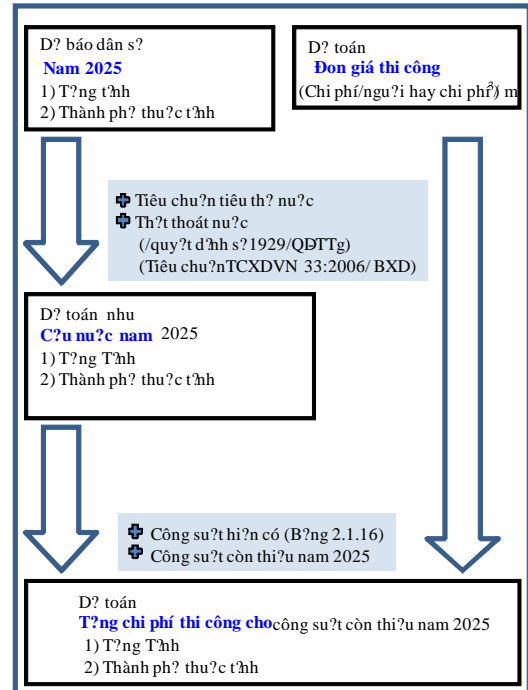 D? báo dân s?
Nam 2025
1) T?ng t?nh
2) Thành ph? thu?c t?nh
D? toán
Đon giá thi công
(Chi phí/ngu?i hay chi phí/ m³)
Tiêu chu?n tiêu th? nu?c
Th?t thoát nu?c
(/quy?t d?nh s?1929/QĐTTg)
(Tiêu chu?nTCXDVN 33:2006/ BXD)
D? toán nhu
C?u nu?c nam 2025
1) T?ng T?nh
2) Thành ph? thu?c t?nh
Công su?t hi?n có (B?ng 2.1.16)
Công su?t còn thi?u nam 2025
D? toán
T?ng chi phí thi công cho công su?t còn thi?u nam 2025
1) T?ng T?nh
2) Thành ph? thu?c t?nh